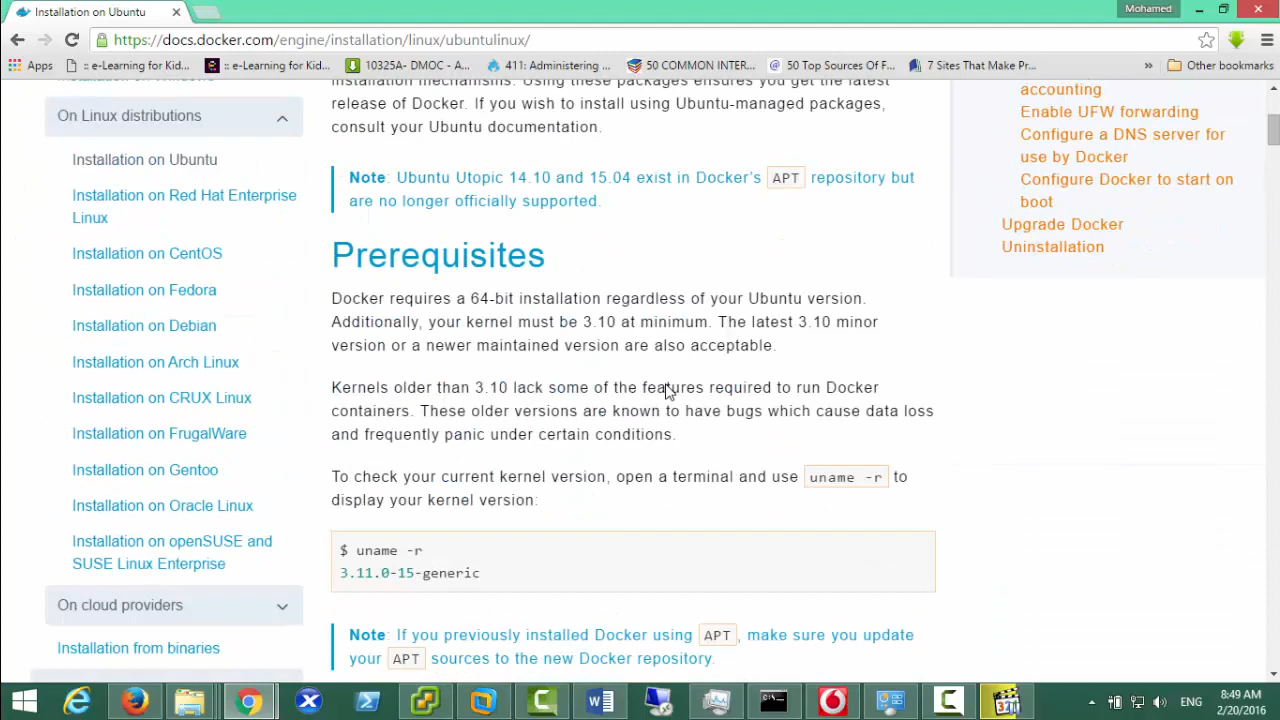 Installation on Ubuntu
Mohamed
https://docs.docker.com/engine/installation/linux/ubuntulinux/
Apps
:: e-Learning for Kid...
:: e-Learning for Kid...
10325A- DMOC - A...
411: Administering ...
50 COMMON INTER...
50 Top Sources Of F...
7 Sites That Make Pr...
»
Other bookmarks
On Linux distributions
Installation on Ubuntu
Installation on Red Hat Enterprise
Linux
Installation on CentOS
Installation on Fedora
Installation on Debian
Installation on Arch Linux
Installation on CRUX Linux
Installation on FrugalWare
Installation on Gentoo
Installation on Oracle Linux
Installation on openSUSE and
SUSE Linux Enterprise
On cloud providers
Installation from binaries
installation mechanisms. Using these packages ensures you get the latest
release of Docker. If you wish to install using Ubuntu-managed packages,
consult your Ubuntu documentation.
Note: Ubuntu Utopic 14.10 and 15.04 exist in Docker’s APT repository but
are no longer officially supported.
Prerequisites
Docker requires a 64-bit installation regardless of your Ubuntu version.
Additionally, your kernel must be 3.10 at minimum. The latest 3.10 minor
version or a newer maintained version are also acceptable.
Kernels older than 3.10 lack some of the features required to run Docker
containers. These older versions are known to have bugs which cause data loss
and frequently panic under certain conditions.
To check your current kernel version, open a terminal and use uname -r to
display your kernel version:
$ uname -r
3.11.0-15-generic
Note: If you previously installed Docker using APT, make sure you update
your APT sources to the new Docker repository.
accounting
Enable UFW forwarding
Configure a DNS server for
use by Docker
Configure Docker to start on
boot
Upgrade Docker
Uninstallation
ENG
8:49 AM
2/20/2016